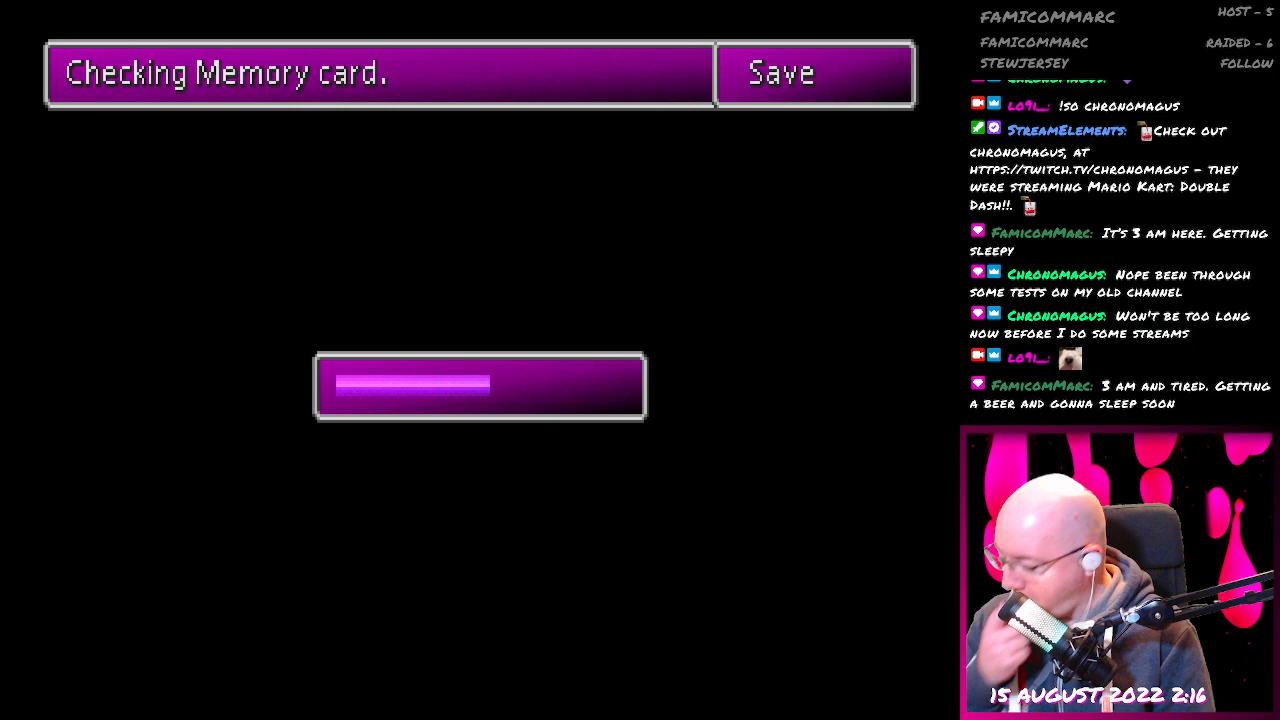 Checking Memory card.
Save
FAMICOMMARC HOST - 5
FAMICOMMARC RAIDED - 6
STEWJERSEY FOLLOW
CHRONOMAGUS:
LO9I_: !SO CHRONOMAGUS
STREAMELEMENTS: CHECK OUT
CHRONOMAGUS, AT
HTTPS://TWITCH.TV/CHRONOMAGUS - THEY
WERE STREAMING MARIO KART: DOUBLE
DASH!!.
FAMICOMMARC: IT'S 3 AM HERE. GETTING
SLEEPY
CHRONOMAGUS: NOPE BEEN THROUGH
SOME TESTS ON MY OLD CHANNEL
CHRONOMAGUS: WON'T BE TOO LONG
NOW BEFORE I DO SOME STREAMS
LO9I_:
FAMICOMMARC: 3 AM AND TIRED. GETTING
A BEER AND GONNA SLEEP SOON
15 AUGUST 2022 2:16